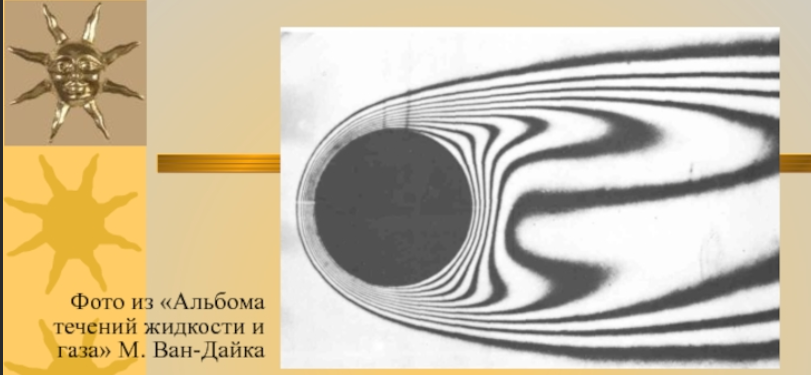 Фото из «Альбома
течений жидкости и
газа» М. Ван-Дайка